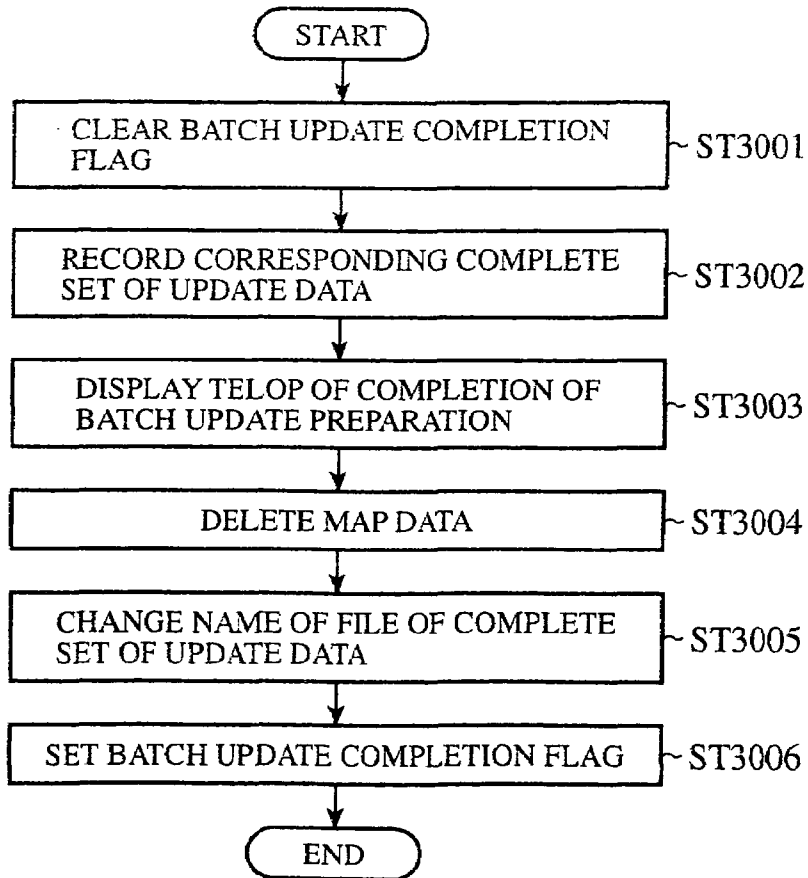 START
CLEAR BATCH UPDATE COMPLETION
FLAG
ST3001
RECORD CORRESPONDING COMPLETE
SET OF UPDATE DATA
ST3002
DISPLAY TELOP OF COMPLETION OF
BATCH UPDATE PREPARATION
ST3003
DELETE MAP DATA
ST3004
CHANGE NAME OF FILE OF COMPLETE
SET OF UPDATE DATA
ST3005
SET BATCH UPDATE COMPLETION FLAG
ST3006
END